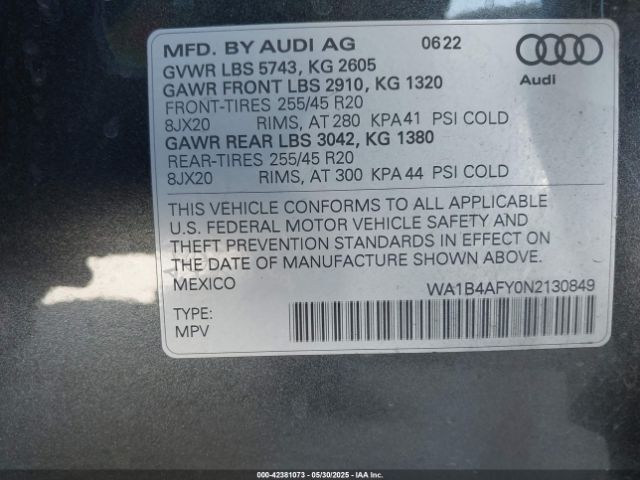 MFD. BY AUDI AG 0622
Audi
GVWR LBS 5743, KG 2605
GAWR FRONT LBS 2910, KG 1320
FRONT-TIRES 255/45 R20
8JX20 RIMS, AT 280 KPA 41 PSI COLD
GAWR REAR LBS 3042, KG 1380
REAR-TIRES 255/45 R20
8JX20 RIMS, AT 300 KPA 44 PSI COLD
THIS VEHICLE CONFORMS TO ALL APPLICABLE
U.S. FEDERAL MOTOR VEHICLE SAFETY AND
THEFT PREVENTION STANDARDS IN EFFECT ON
THE DATE OF MANUFACTURE SHOWN ABOVE.
MEXICO WA1B4AFY0N2130849
TYPE:
MPV
000-42381073 - 05/30/2025 - IAAI.COM